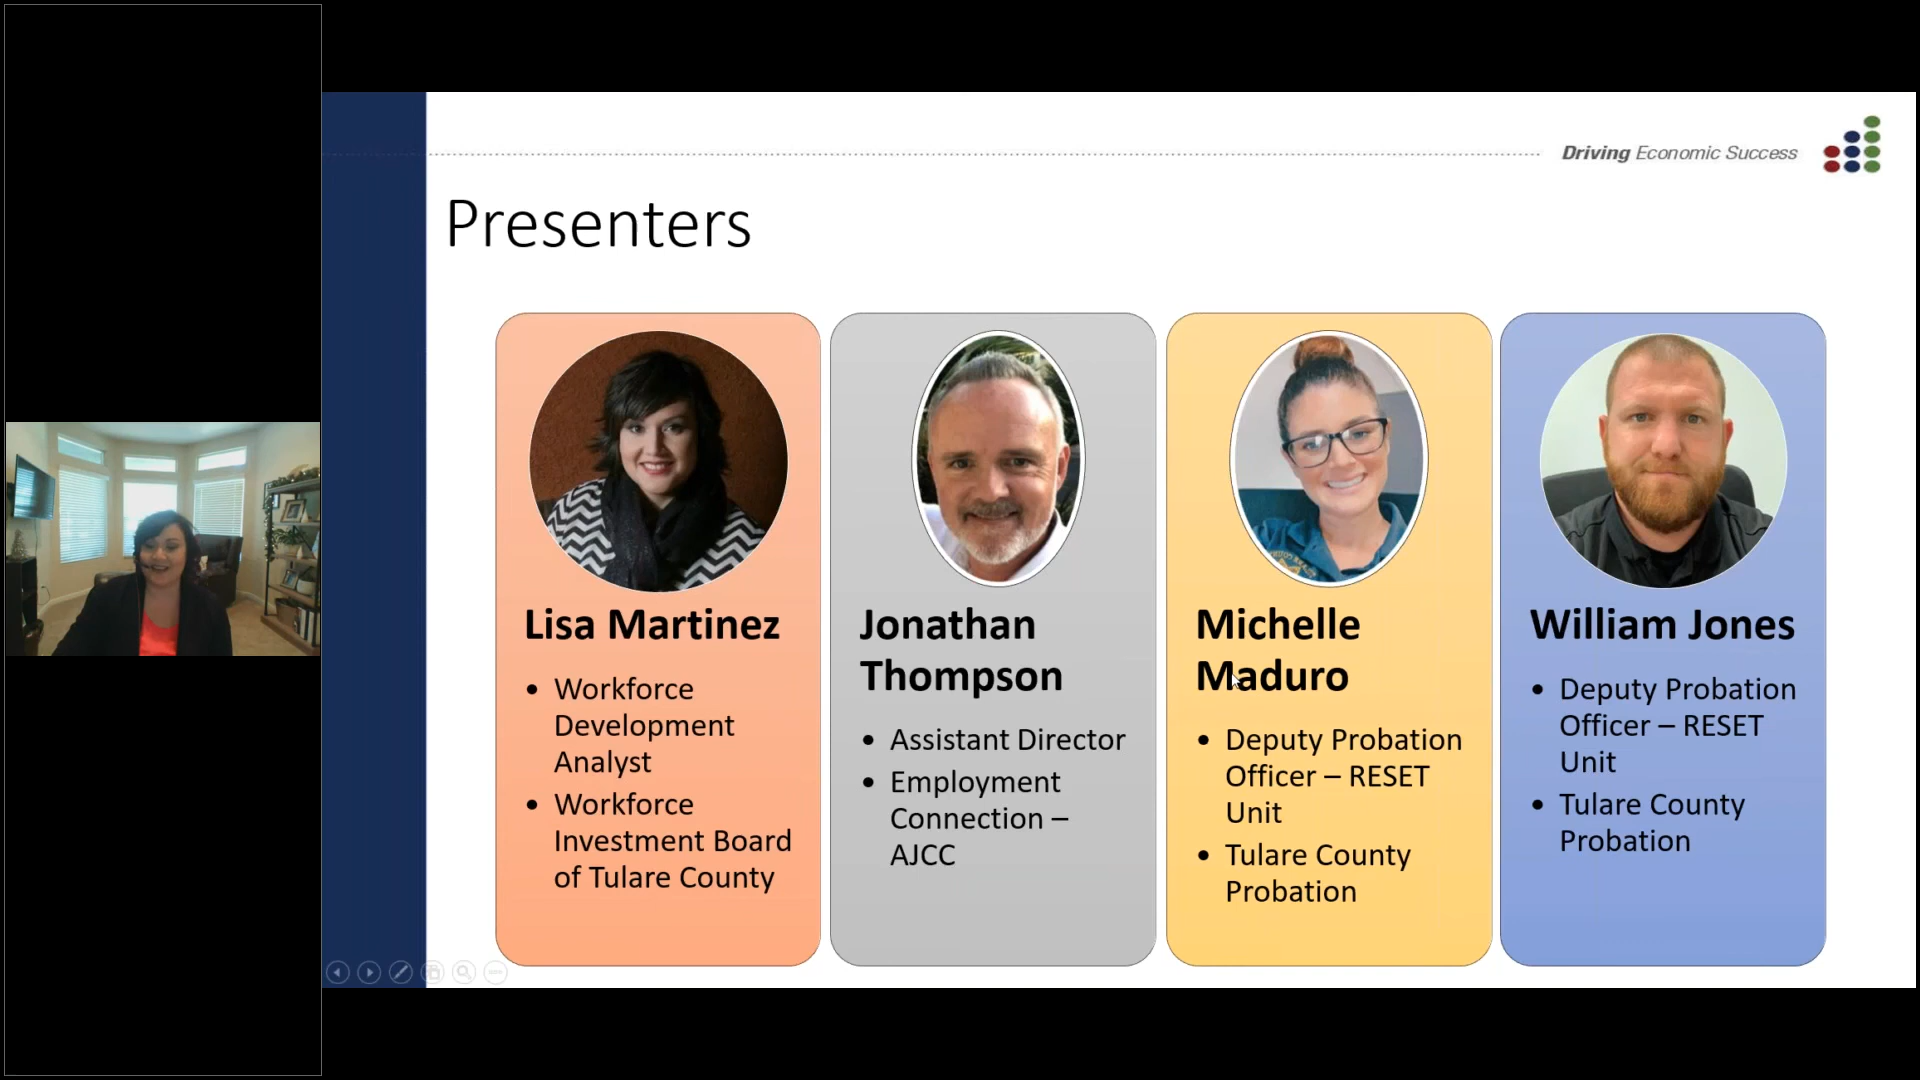 Driving Economic Success
Presenters
Lisa Martinez
• Workforce
Development
Analyst
• Workforce
Investment Board
of Tulare County
Jonathan
Thompson
• Assistant Director
• Employment
Connection –
AJCC
Michelle
Maduro
• Deputy Probation
Officer – RESET
Unit
• Tulare County
Probation
William Jones
• Deputy Probation
Officer – RESET
Unit
• Tulare County
Probation